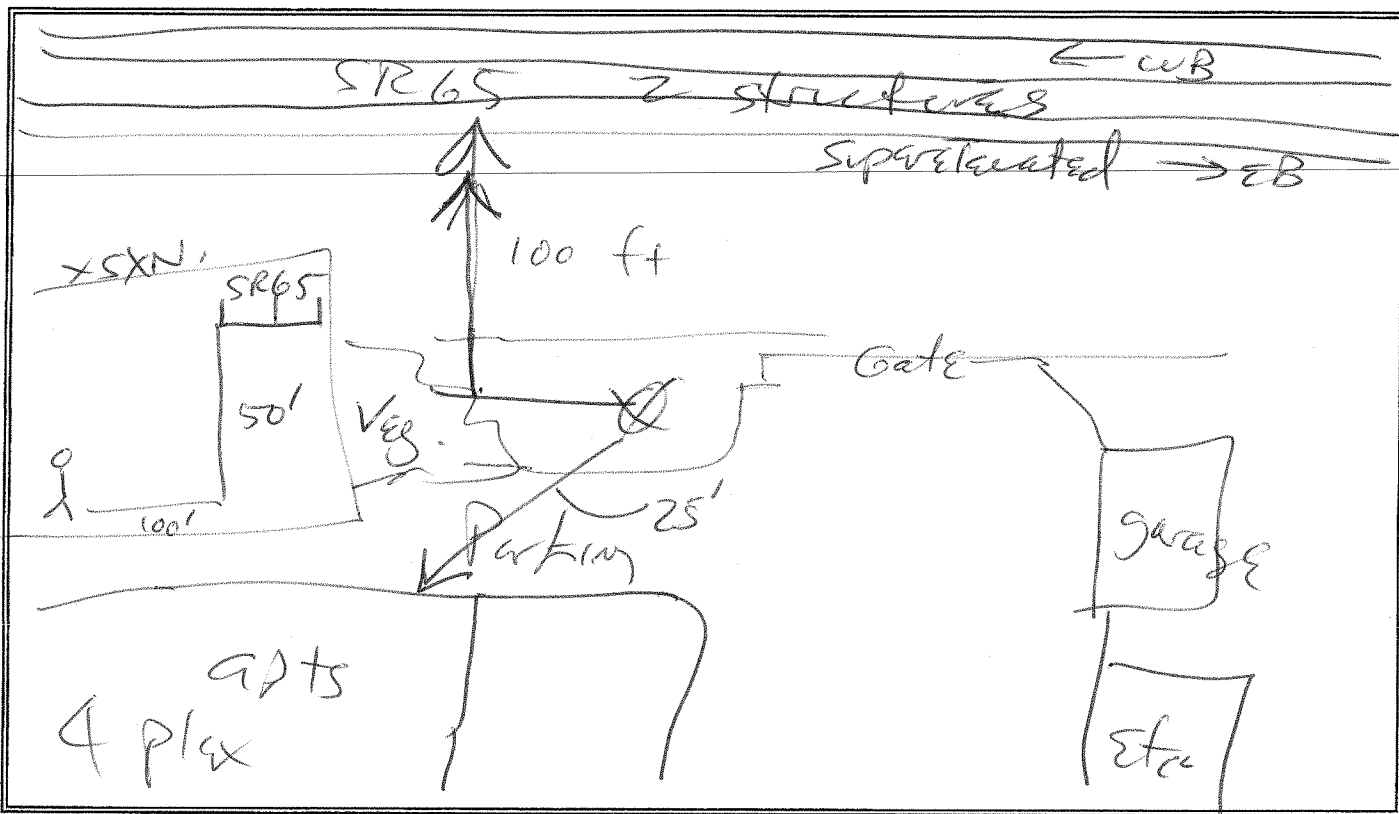 ← WB
SR65 2 structures
Superelevated → EB
100 ft
XSXN.
SR65
50'
100'
Veg.
Gate
25'
Parking
garage
apts
4 plex
Etc.